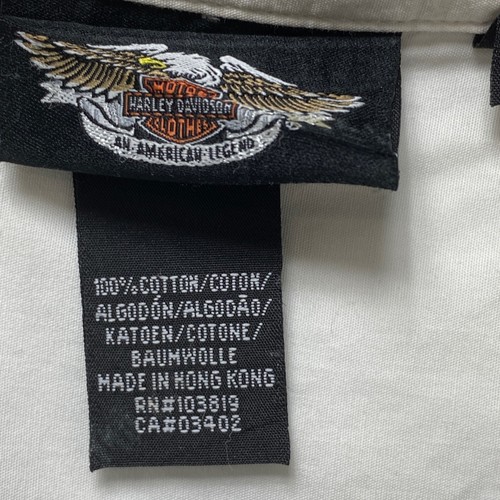 MOTOR
HARLEY DAVIDSON
CLOTHES
AN AMERICAN LEGEND
100% COTTON/COTON/
ALGODÓN/ALGODÃO/
KATOEN/COTONE/
BAUMWOLLE
MADE IN HONG KONG
RN#103819
CA#03402